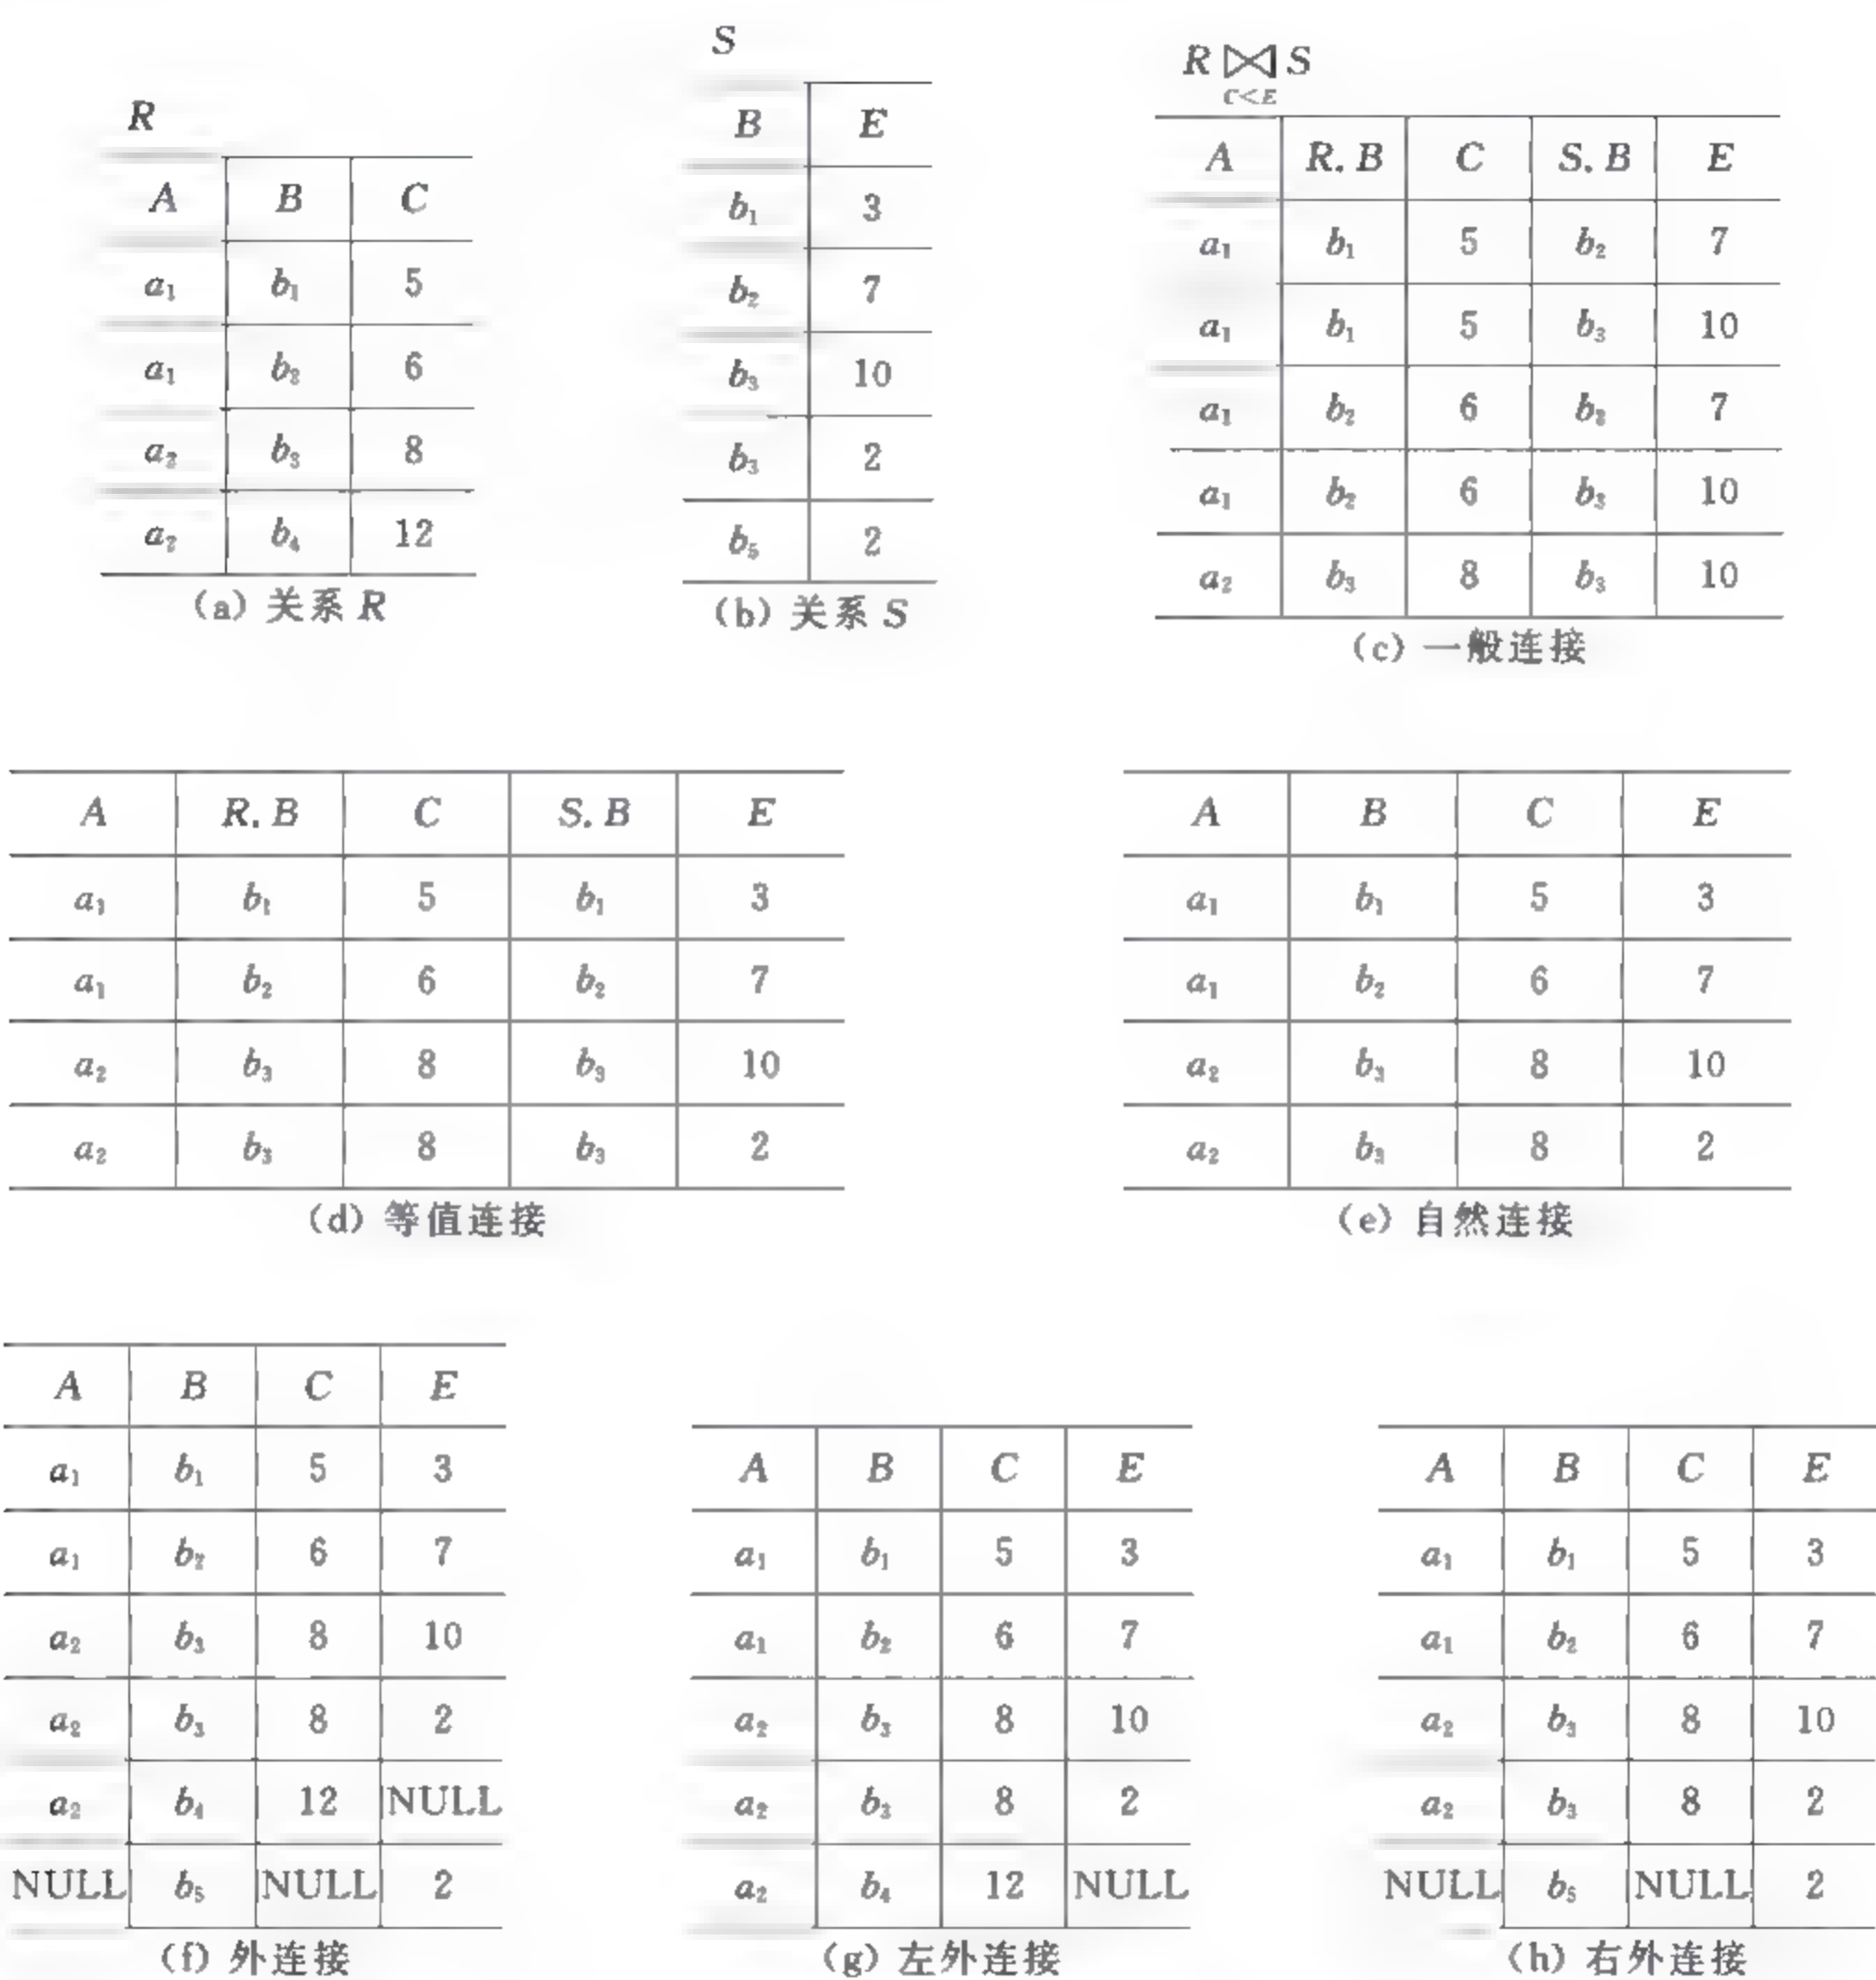 R
A B C
a₁ b₁ 5
a₁ b₂ 6
a₂ b₃ 8
a₂ b₄ 12
(a) 关系 R
S
B E
b₁ 3
b₂ 7
b₃ 10
b₃ 2
b₅ 2
(b) 关系 S
R ⋈ S
C<E
A R.B C S.B E
a₁ b₁ 5 b₂ 7
a₁ b₁ 5 b₃ 10
a₁ b₂ 6 b₂ 7
a₁ b₂ 6 b₃ 10
a₂ b₃ 8 b₃ 10
(c) 一般连接
A R.B C S.B E
a₁ b₁ 5 b₁ 3
a₁ b₂ 6 b₂ 7
a₂ b₃ 8 b₃ 10
a₂ b₃ 8 b₃ 2
(d) 等值连接
A B C E
a₁ b₁ 5 3
a₁ b₂ 6 7
a₂ b₃ 8 10
a₂ b₃ 8 2
(e) 自然连接
A B C E
a₁ b₁ 5 3
a₁ b₂ 6 7
a₂ b₃ 8 10
a₂ b₃ 8 2
a₂ b₄ 12 NULL
NULL b₅ NULL 2
(f) 外连接
A B C E
a₁ b₁ 5 3
a₁ b₂ 6 7
a₂ b₃ 8 10
a₂ b₃ 8 2
a₂ b₄ 12 NULL
(g) 左外连接
A B C E
a₁ b₁ 5 3
a₁ b₂ 6 7
a₂ b₃ 8 10
a₂ b₃ 8 2
NULL b₅ NULL 2
(h) 右外连接